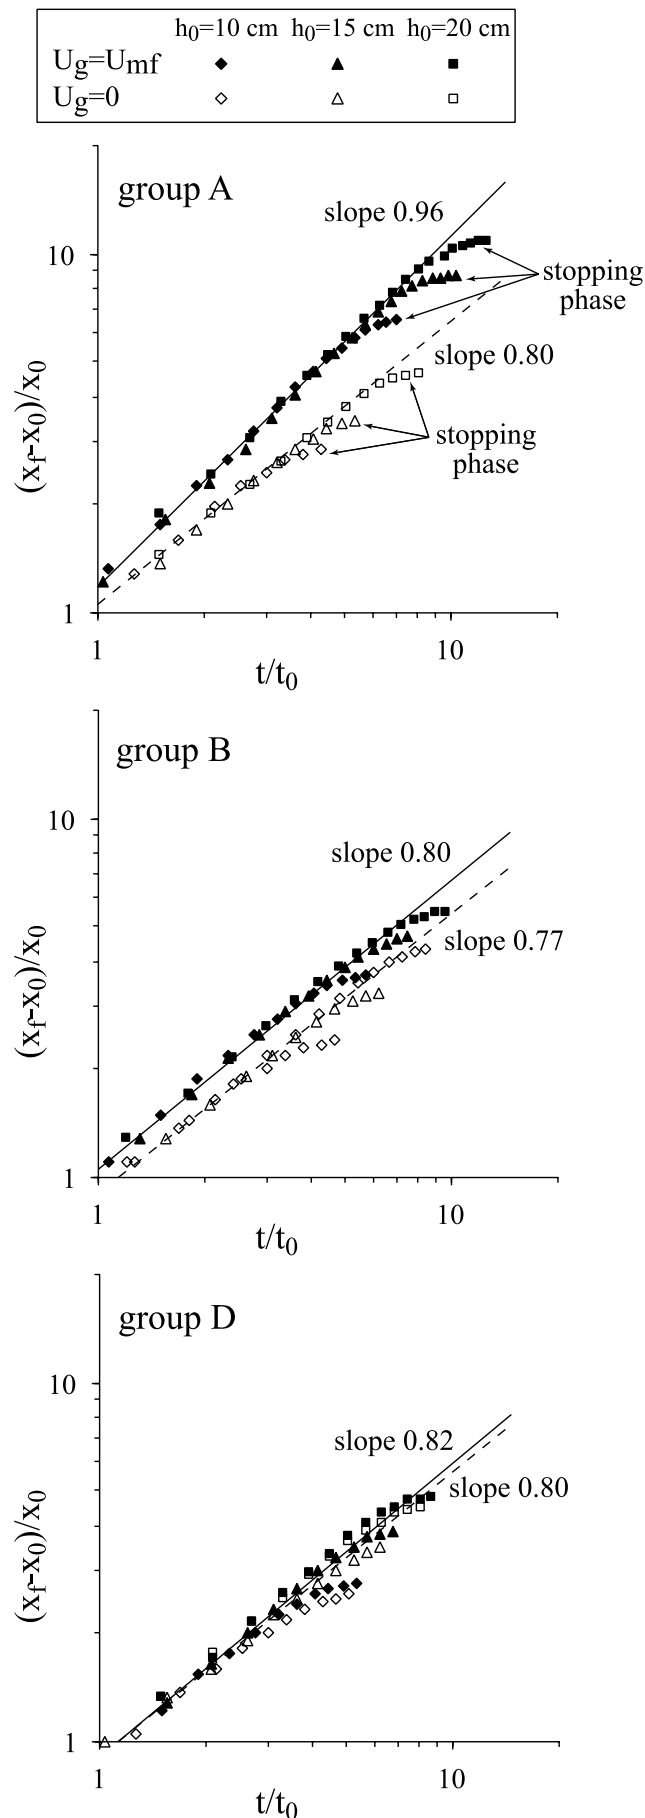 h₀=10 cm h₀=15 cm h₀=20 cm
Ug=Umf
Ug=0
group A
slope 0.96
10
stopping
phase
slope 0.80
stopping
phase
(xf-x₀)/x₀
1
1 10
t/t₀
group B
10
slope 0.80
slope 0.77
(xf-x₀)/x₀
1
1 10
t/t₀
group D
10
slope 0.82
slope 0.80
(xf-x₀)/x₀
1
1 10
t/t₀